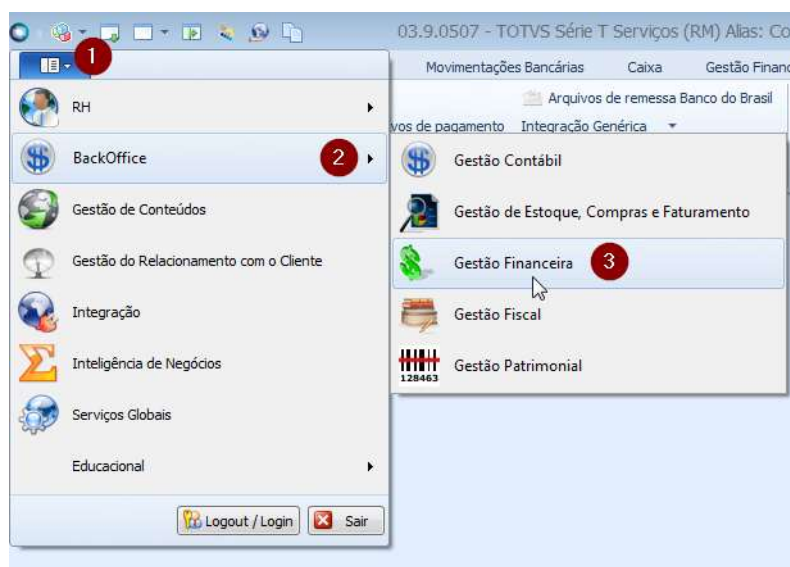 03.9.0507 - TOTVS Série T Serviços (RM) Alias: Co
1
Movimentações Bancárias Caixa Gestão Financ
Arquivos de remessa Banco do Brasil
vos de pagamento Integração Genérica
RH
BackOffice 2
Gestão de Conteúdos
Gestão do Relacionamento com o Cliente
Integração
Inteligência de Negócios
Serviços Globais
Educacional
Logout / Login Sair
Gestão Contábil
Gestão de Estoque, Compras e Faturamento
Gestão Financeira 3
Gestão Fiscal
128463 Gestão Patrimonial